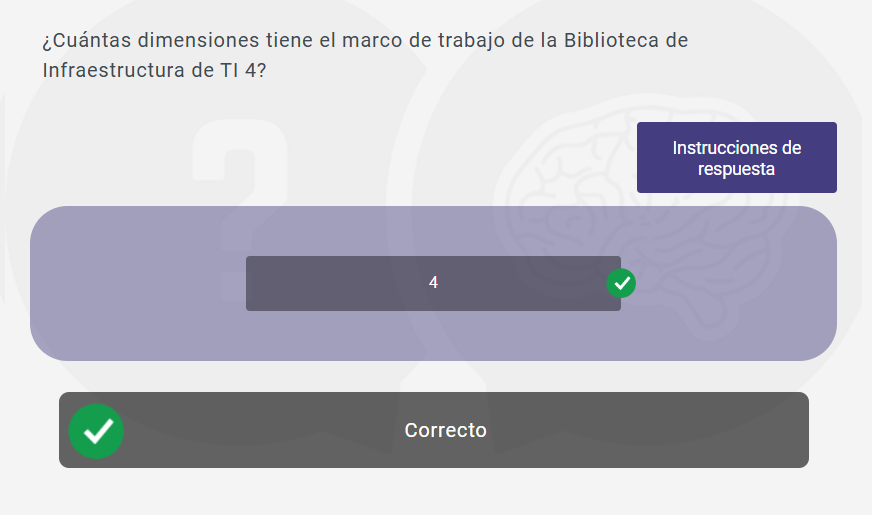 ¿Cuántas dimensiones tiene el marco de trabajo de la Biblioteca de
Infraestructura de TI 4?
Instrucciones de
respuesta
4
Correcto